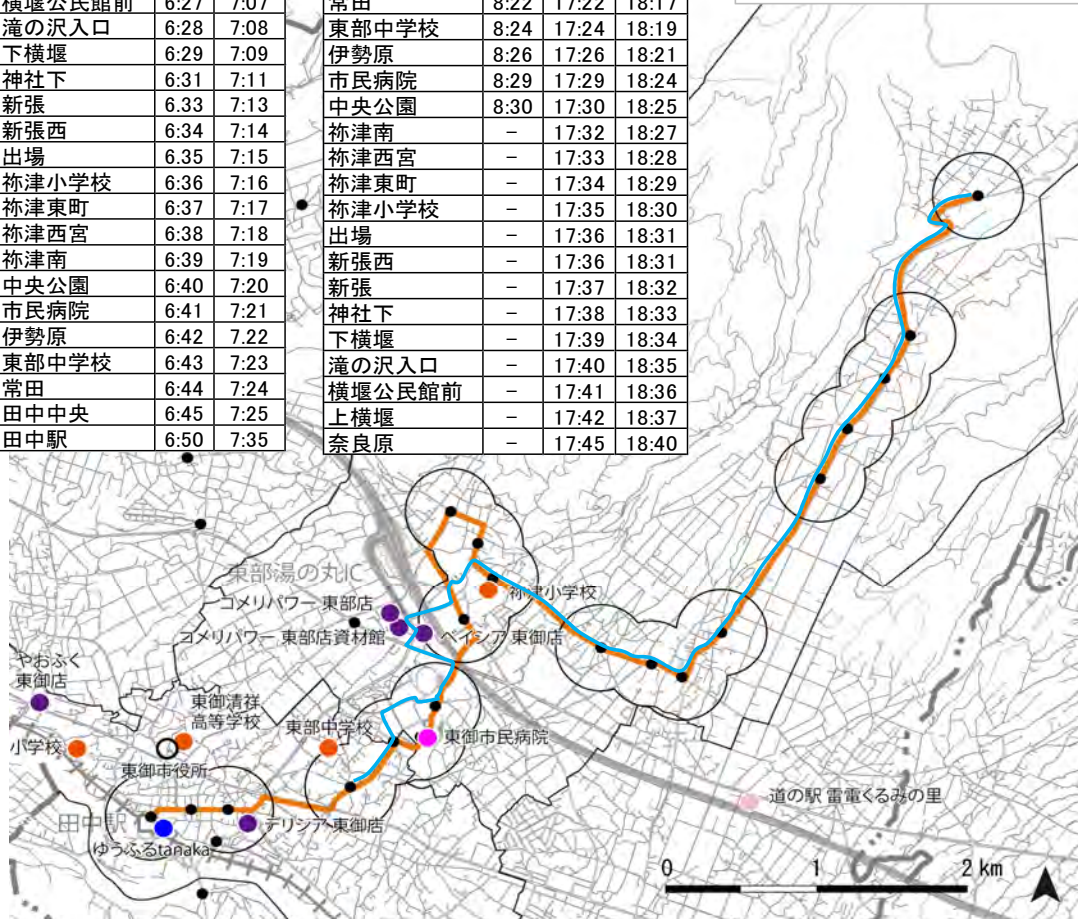 横堰公民館前 6:27 7:07
滝の沢入口 6:28 7:08
下横堰 6:29 7:09
神社下 6:31 7:11
新張 6.33 7:13
新張西 6:34 7:14
出場 6.35 7:15
祢津小学校 6:36 7:16
祢津東町 6:37 7:17
祢津西宮 6:38 7:18
祢津南 6:39 7:19
中央公園 6:40 7:20
市民病院 6:41 7:21
伊勢原 6:42 7.22
東部中学校 6:43 7:23
常田 6:44 7:24
田中中央 6:45 7:25
田中駅 6:50 7:35
常田 8:22 17:22 18:17
東部中学校 8:24 17:24 18:19
伊勢原 8:26 17:26 18:21
市民病院 8:29 17:29 18:24
中央公園 8:30 17:30 18:25
祢津南 － 17:32 18:27
祢津西宮 － 17:33 18:28
祢津東町 － 17:34 18:29
祢津小学校 － 17:35 18:30
出場 － 17:36 18:31
新張西 － 17:36 18:31
新張 － 17:37 18:32
神社下 － 17:38 18:33
下横堰 － 17:39 18:34
滝の沢入口 － 17:40 18:35
横堰公民館前 － 17:41 18:36
上横堰 － 17:42 18:37
奈良原 － 17:45 18:40
東部湯の丸IC
コメリパワー 東部店
祢津小学校
コメリパワー 東部店資材館
ベイシア 東御店
やおふく
東御店
東御清祥
高等学校
東部中学校
東御市民病院
小学校
東御市役所
道の駅 雷電くるみの里
田中駅
デリシア 東御店
ゆうふるtanaka
0 1 2 km